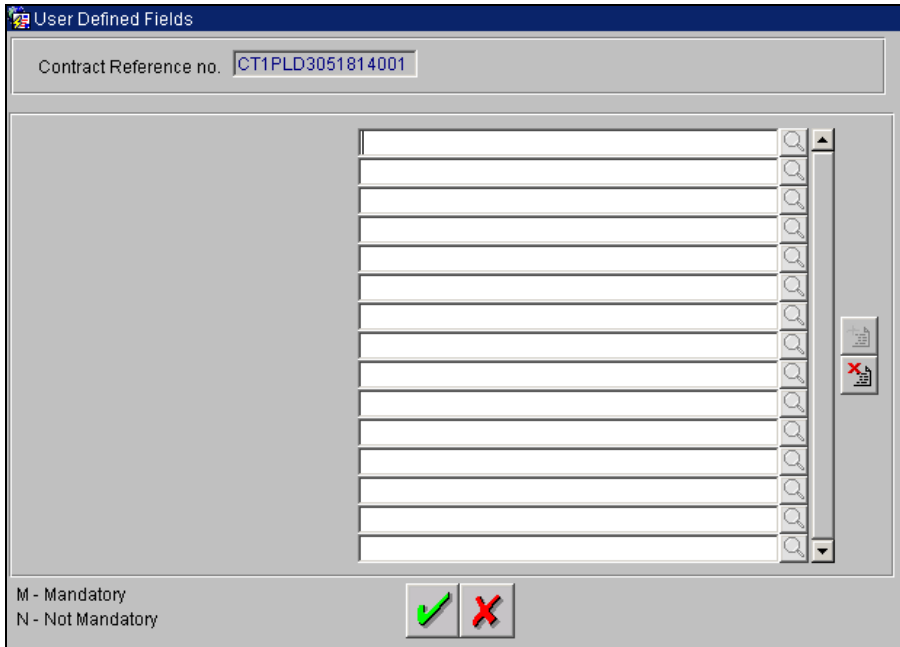 User Defined Fields
Contract Reference no. CT1PLD3051814001
M - Mandatory
N - Not Mandatory